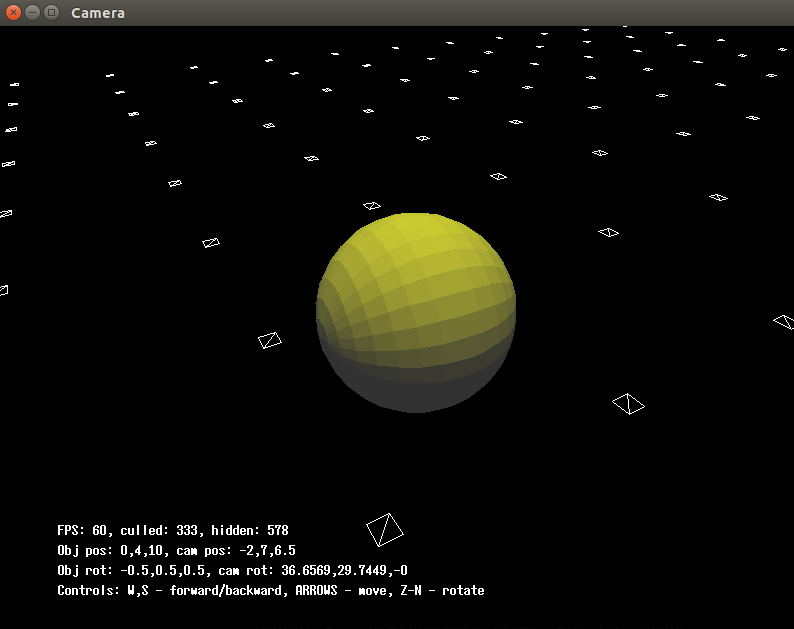 Camera
FPS: 60, culled: 333, hidden: 578
Obj pos: 0,4,10, cam pos: -2,7,6.5
Obj rot: -0.5,0.5,0.5, cam rot: 36.6569,29.7449,-0
Controls: W,S - forward/backward, ARROWS - move, Z-N - rotate